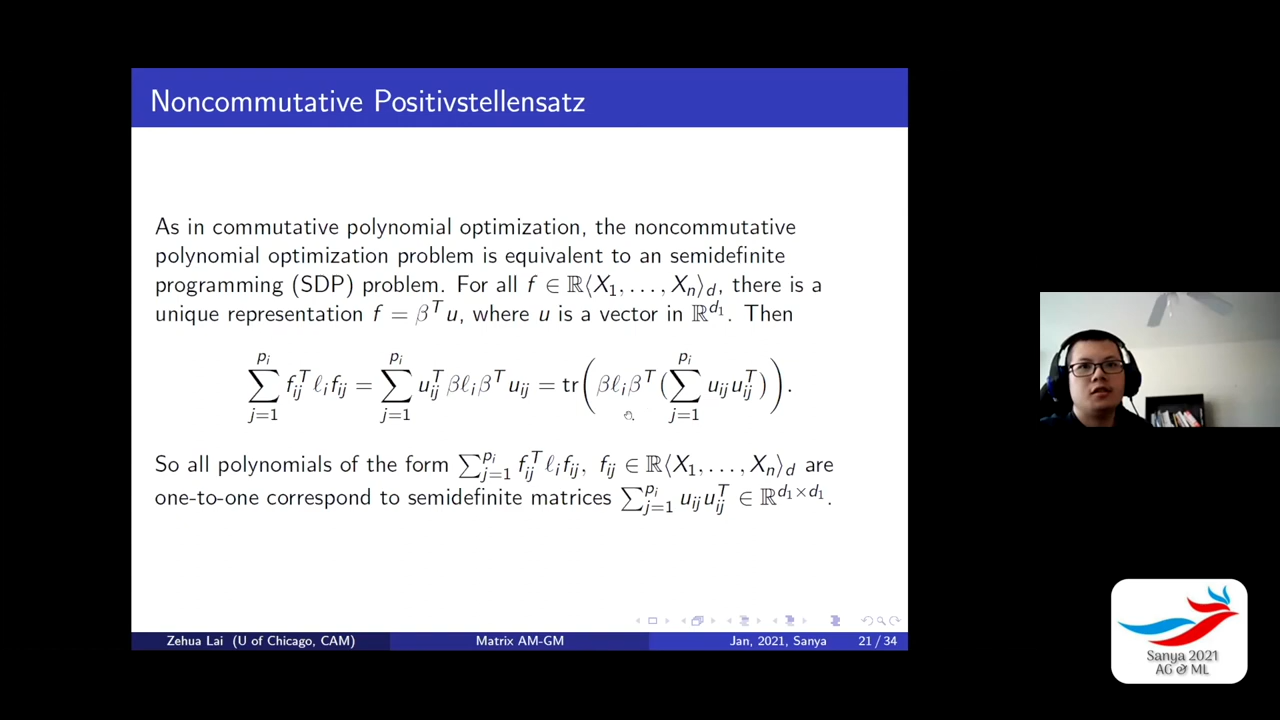 Noncommutative Positivstellensatz
As in commutative polynomial optimization, the noncommutative
polynomial optimization problem is equivalent to an semidefinite
programming (SDP) problem. For all f ∈ ℝ⟨X₁, . . . , Xₙ⟩_d, there is a
unique representation f = β^T u, where u is a vector in ℝ^{d₁}. Then
∑_{j=1}^{p_i} f_{ij}^T ℓ_i f_{ij} = ∑_{j=1}^{p_i} u_{ij}^T βℓ_iβ^T u_{ij} = tr(βℓ_iβ^T(∑_{j=1}^{p_i} u_{ij}u_{ij}^T)).
So all polynomials of the form ∑_{j=1}^{p_i} f_{ij}^T ℓ_i f_{ij}, f_{ij} ∈ ℝ⟨X₁, . . . , Xₙ⟩_d are
one-to-one correspond to semidefinite matrices ∑_{j=1}^{p_i} u_{ij}u_{ij}^T ∈ ℝ^{d₁×d₁}.
Zehua Lai (U of Chicago, CAM) Matrix AM-GM Jan, 2021, Sanya 21 / 34
Sanya 2021
AG & ML